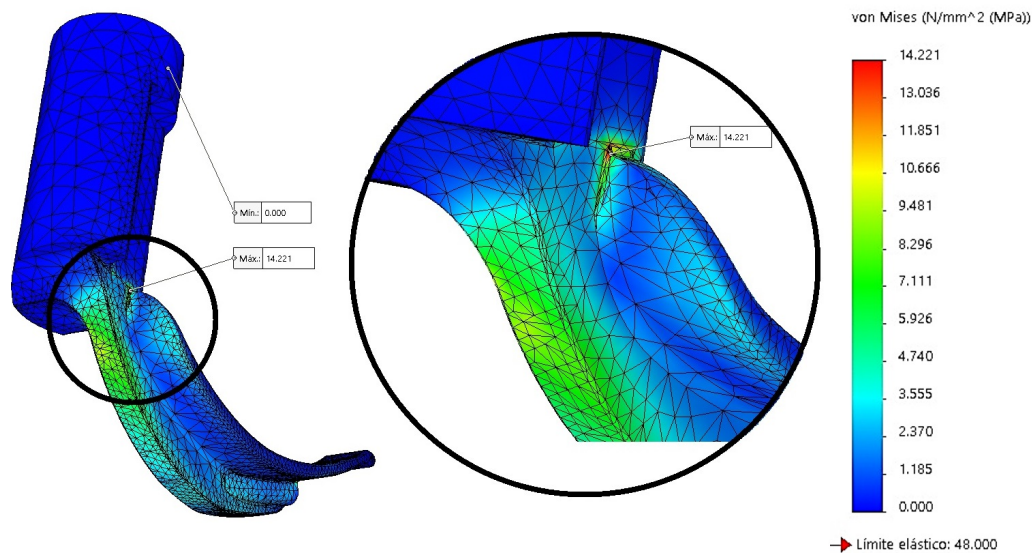 von Mises (N/mm^2 (MPa))
14.221
13.036
11.851
10.666
9.481
8.296
7.111
5.926
4.740
3.555
2.370
1.185
0.000
Límite elástico: 48.000
Máx.: 14.221
Mín.: 0.000
Máx.: 14.221